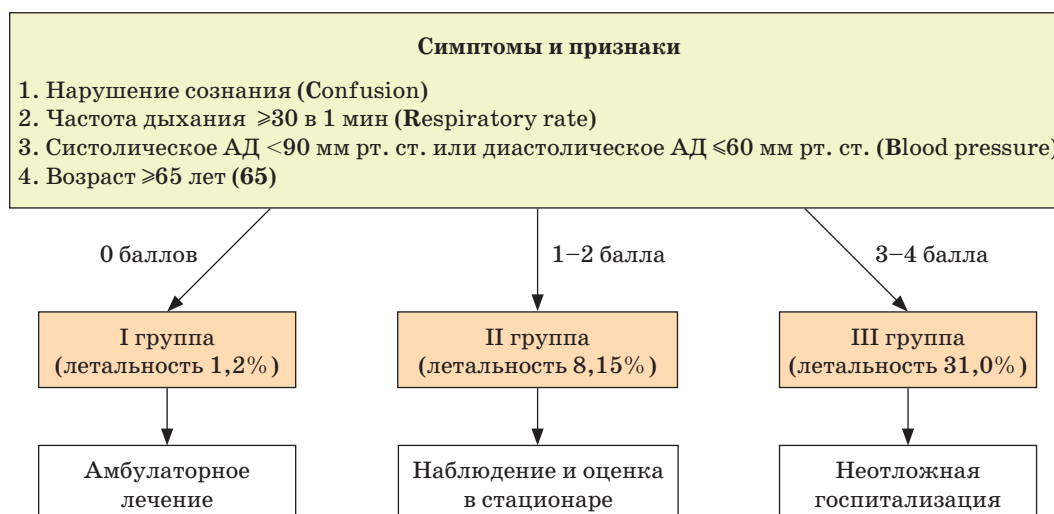 Симптомы и признаки
1. Нарушение сознания (Confusion)
2. Частота дыхания ⩾30 в 1 мин (Respiratory rate)
3. Систолическое АД <90 мм рт. ст. или диастолическое АД ⩽60 мм рт. ст. (Blood pressure)
4. Возраст ⩾65 лет (65)
0 баллов
1–2 балла
3–4 балла
I группа
(летальность 1,2%)
II группа
(летальность 8,15%)
III группа
(летальность 31,0%)
Амбулаторное
лечение
Наблюдение и оценка
в стационаре
Неотложная
госпитализация